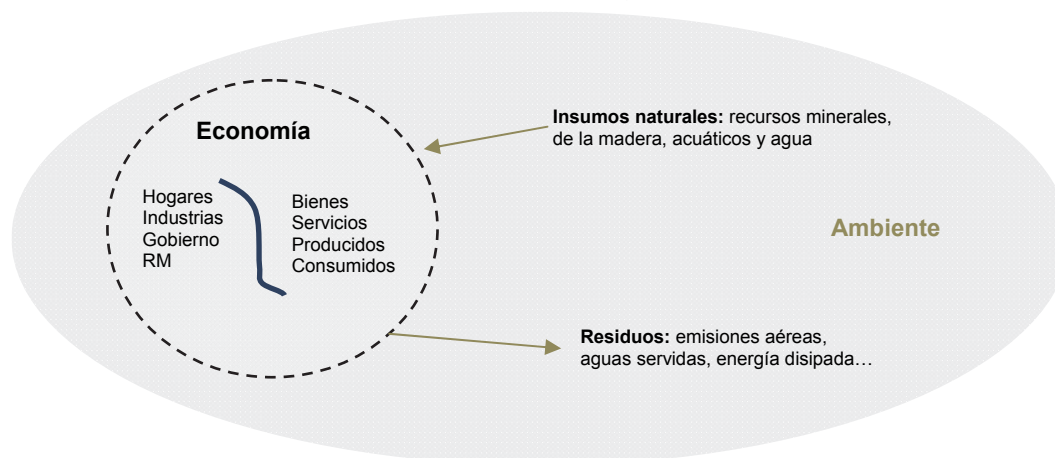 Economía
Hogares
Industrias
Gobierno
RM
Bienes
Servicios
Producidos
Consumidos
Insumos naturales: recursos minerales,
de la madera, acuáticos y agua
Ambiente
Residuos: emisiones aéreas,
aguas servidas, energía disipada…